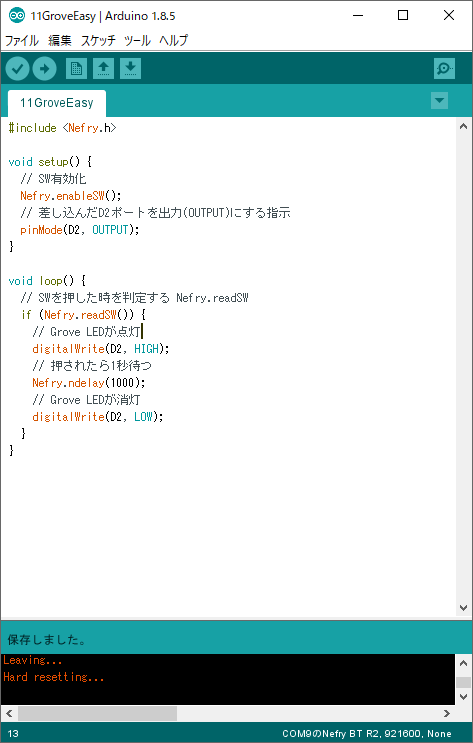 11GroveEasy | Arduino 1.8.5
ファイル 編集 スケッチ ツール ヘルプ
11GroveEasy
#include <Nefry.h>
void setup() {
// SW有効化
Nefry.enableSW();
// 差し込んだD2ポートを出力(OUTPUT)にする指示
pinMode(D2, OUTPUT);
}
void loop() {
// SWを押した時を判定する Nefry.readSW
if (Nefry.readSW()) {
// Grove LEDが点灯
digitalWrite(D2, HIGH);
// 押されたら1秒待つ
Nefry.ndelay(1000);
// Grove LEDが消灯
digitalWrite(D2, LOW);
}
}
保存しました。
Leaving...
Hard resetting...
13 COM9のNefry BT R2, 921600, None